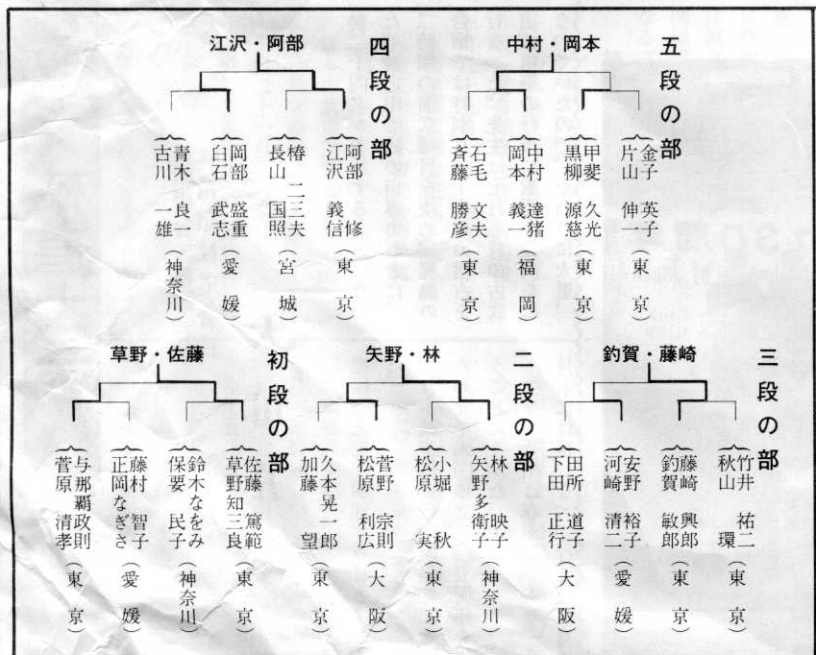 五段の部
中村・岡本
金子 英子
片山 伸一
(東 京)
甲斐 久光
黒柳 源慈
(東 京)
中村 達猪
岡本 義一
(福 岡)
石毛 文夫
斉藤 勝彦
(東 京)
四段の部
江沢・阿部
阿部 修
江沢 義信
(東 京)
椿 二三夫
長山 国照
(宮 城)
岡部 盛重
白石 武志
(愛 媛)
青木 良一
古川 一雄
(神奈川)
三段の部
釣賀・藤崎
竹井 祐二
秋山 環
(東 京)
藤崎 興郎
釣賀 敏郎
(東 京)
安野 裕子
河崎 清二
(愛 媛)
田所 道子
下田 正行
(大 阪)
二段の部
矢野・林
林 映子
矢野多衛子
(神奈川)
小堀 秋
松原 実
(東 京)
菅野 宗則
松原 利広
(大 阪)
久本晃一郎
加藤 望
(東 京)
初段の部
草野・佐藤
佐藤 篤範
草野知三良
(東 京)
鈴木なをみ
保要 民子
(神奈川)
藤村 智子
正岡なぎさ
(愛 媛)
与那覇政則
菅原 清孝
(東 京)